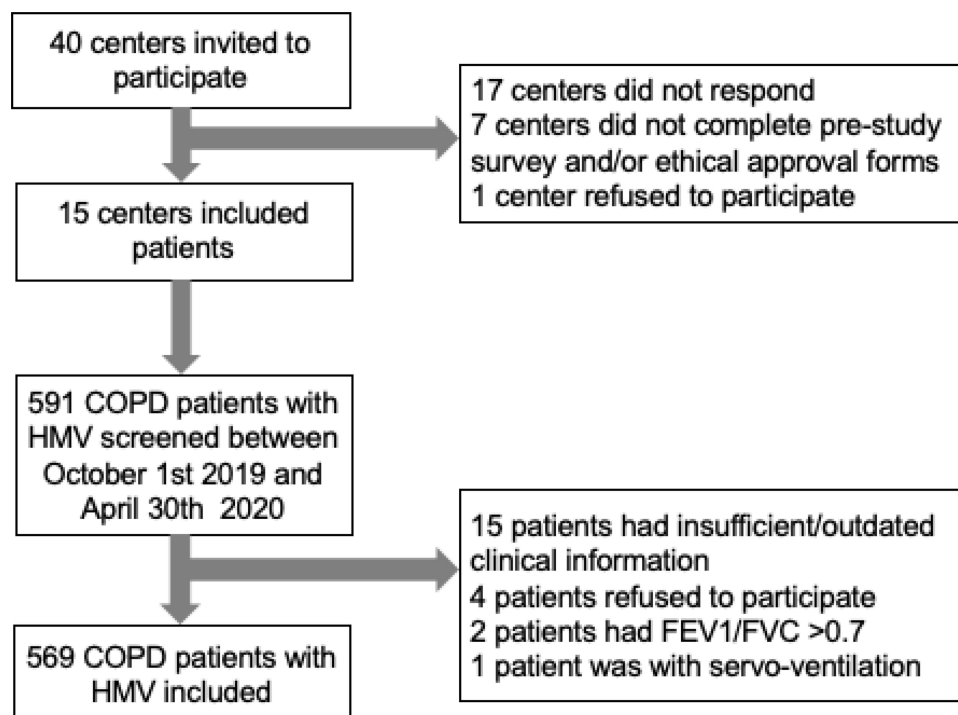 40 centers invited to
participate
17 centers did not respond
7 centers did not complete pre-study
survey and/or ethical approval forms
1 center refused to participate
15 centers included
patients
591 COPD patients with
HMV screened between
October 1st 2019 and
April 30th 2020
15 patients had insufficient/outdated
clinical information
4 patients refused to participate
2 patients had FEV1/FVC >0.7
1 patient was with servo-ventilation
569 COPD patients with
HMV included